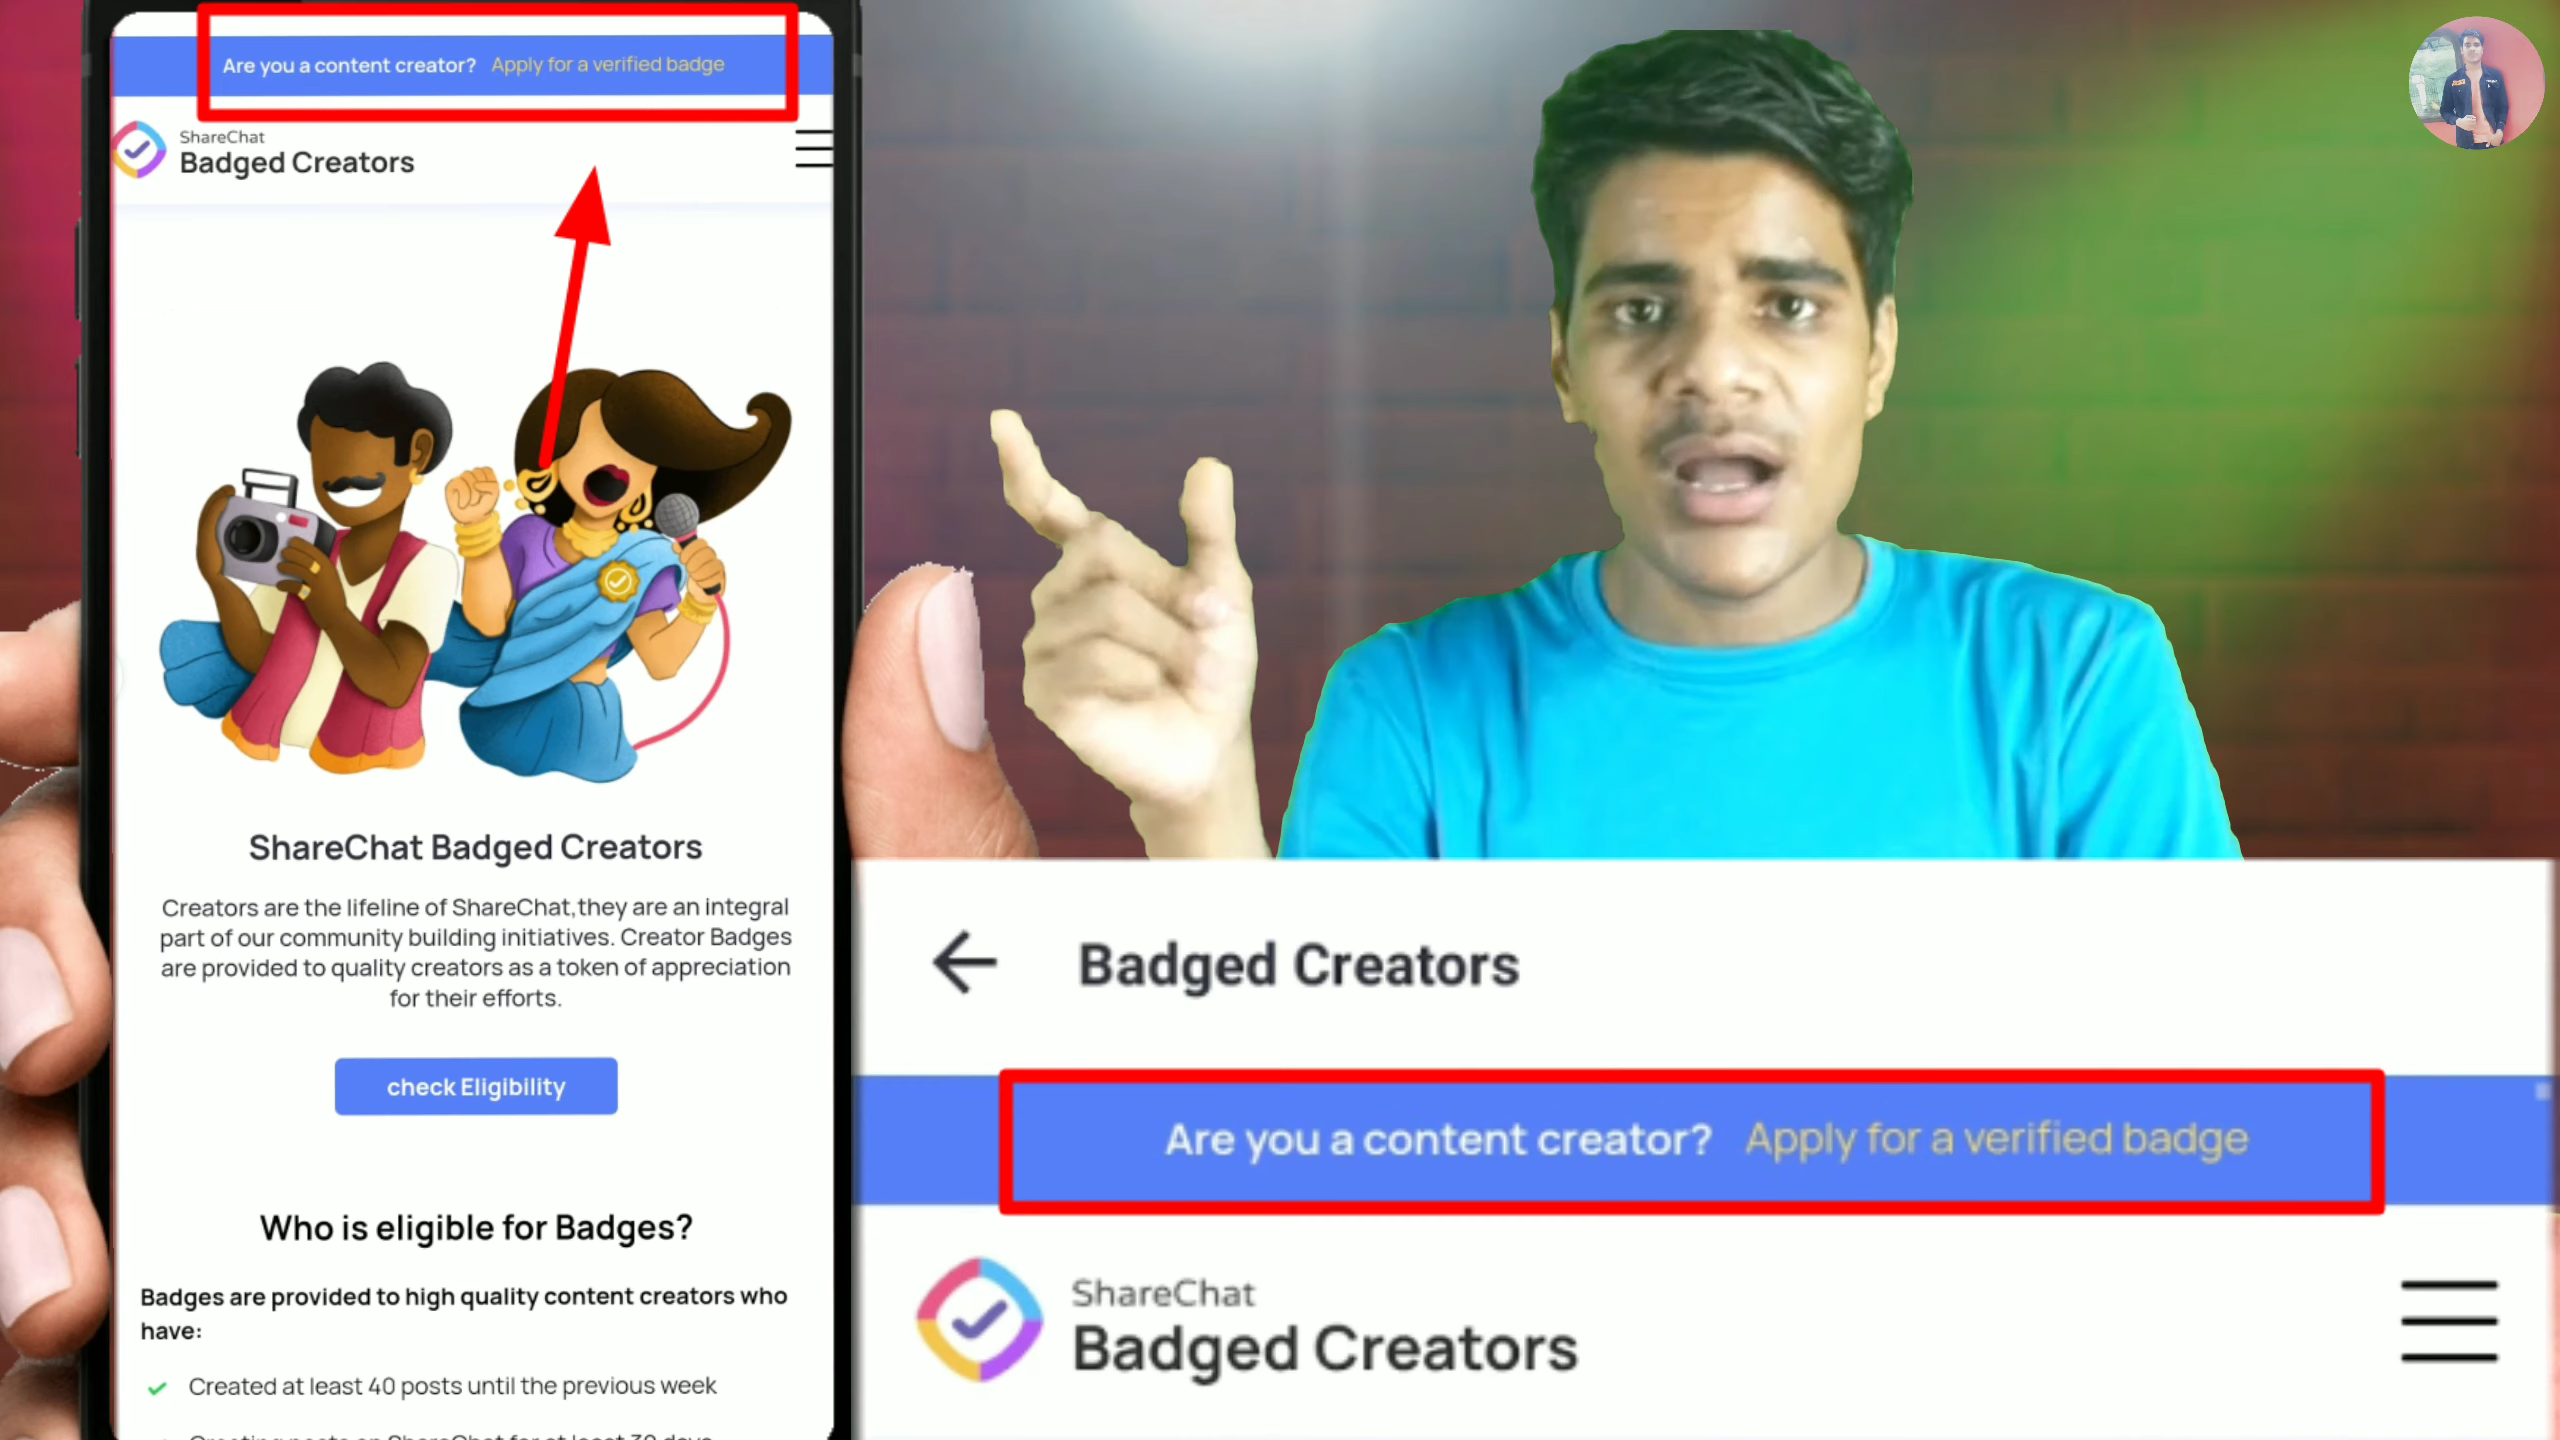 Are you a content creator? Apply for a verified badge
ShareChat
Badged Creators
ShareChat Badged Creators
Creators are the lifeline of ShareChat,they are an integral
part of our community building initiatives. Creator Badges
are provided to quality creators as a token of appreciation
for their efforts.
check Eligibility
Who is eligible for Badges?
Badges are provided to high quality content creators who
have:
Created at least 40 posts until the previous week
Badged Creators
Are you a content creator? Apply for a verified badge
ShareChat
Badged Creators